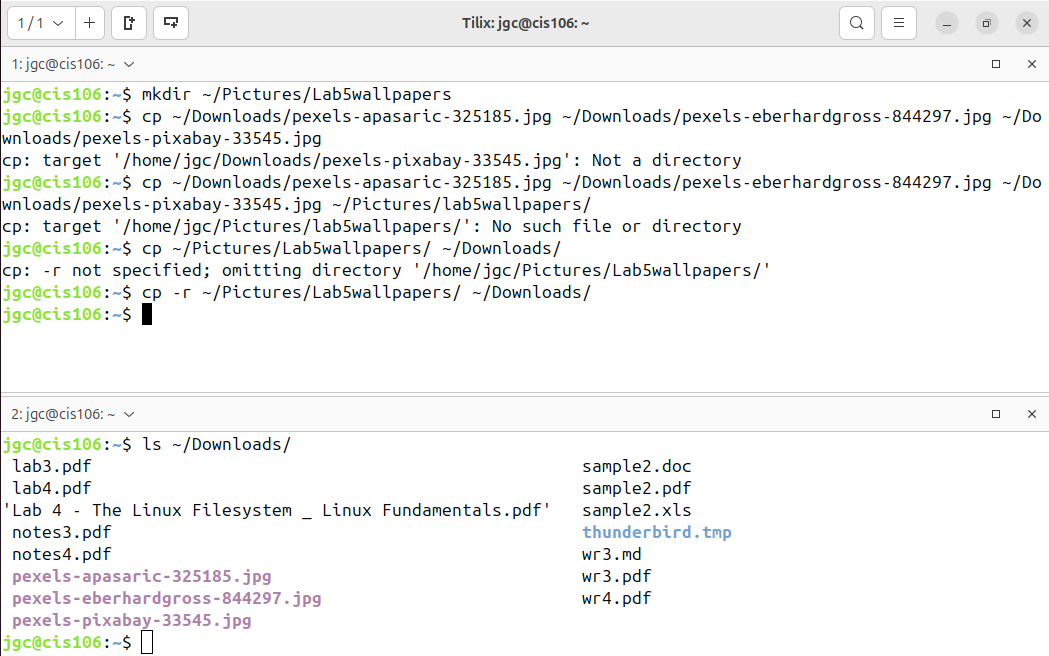 1 / 1
Tilix: jgc@cis106: ~
1: jgc@cis106: ~
jgc@cis106:~$ mkdir ~/Pictures/Lab5wallpapers
jgc@cis106:~$ cp ~/Downloads/pexels-apasaric-325185.jpg ~/Downloads/pexels-eberhardgross-844297.jpg ~/Do
wnloads/pexels-pixabay-33545.jpg
cp: target '/home/jgc/Downloads/pexels-pixabay-33545.jpg': Not a directory
jgc@cis106:~$ cp ~/Downloads/pexels-apasaric-325185.jpg ~/Downloads/pexels-eberhardgross-844297.jpg ~/Do
wnloads/pexels-pixabay-33545.jpg ~/Pictures/lab5wallpapers/
cp: target '/home/jgc/Pictures/lab5wallpapers/': No such file or directory
jgc@cis106:~$ cp ~/Pictures/Lab5wallpapers/ ~/Downloads/
cp: -r not specified; omitting directory '/home/jgc/Pictures/Lab5wallpapers/'
jgc@cis106:~$ cp -r ~/Pictures/Lab5wallpapers/ ~/Downloads/
jgc@cis106:~$
2: jgc@cis106: ~
jgc@cis106:~$ ls ~/Downloads/
lab3.pdf sample2.doc
lab4.pdf sample2.pdf
'Lab 4 - The Linux Filesystem _ Linux Fundamentals.pdf' sample2.xls
notes3.pdf thunderbird.tmp
notes4.pdf wr3.md
pexels-apasaric-325185.jpg wr3.pdf
pexels-eberhardgross-844297.jpg wr4.pdf
pexels-pixabay-33545.jpg
jgc@cis106:~$